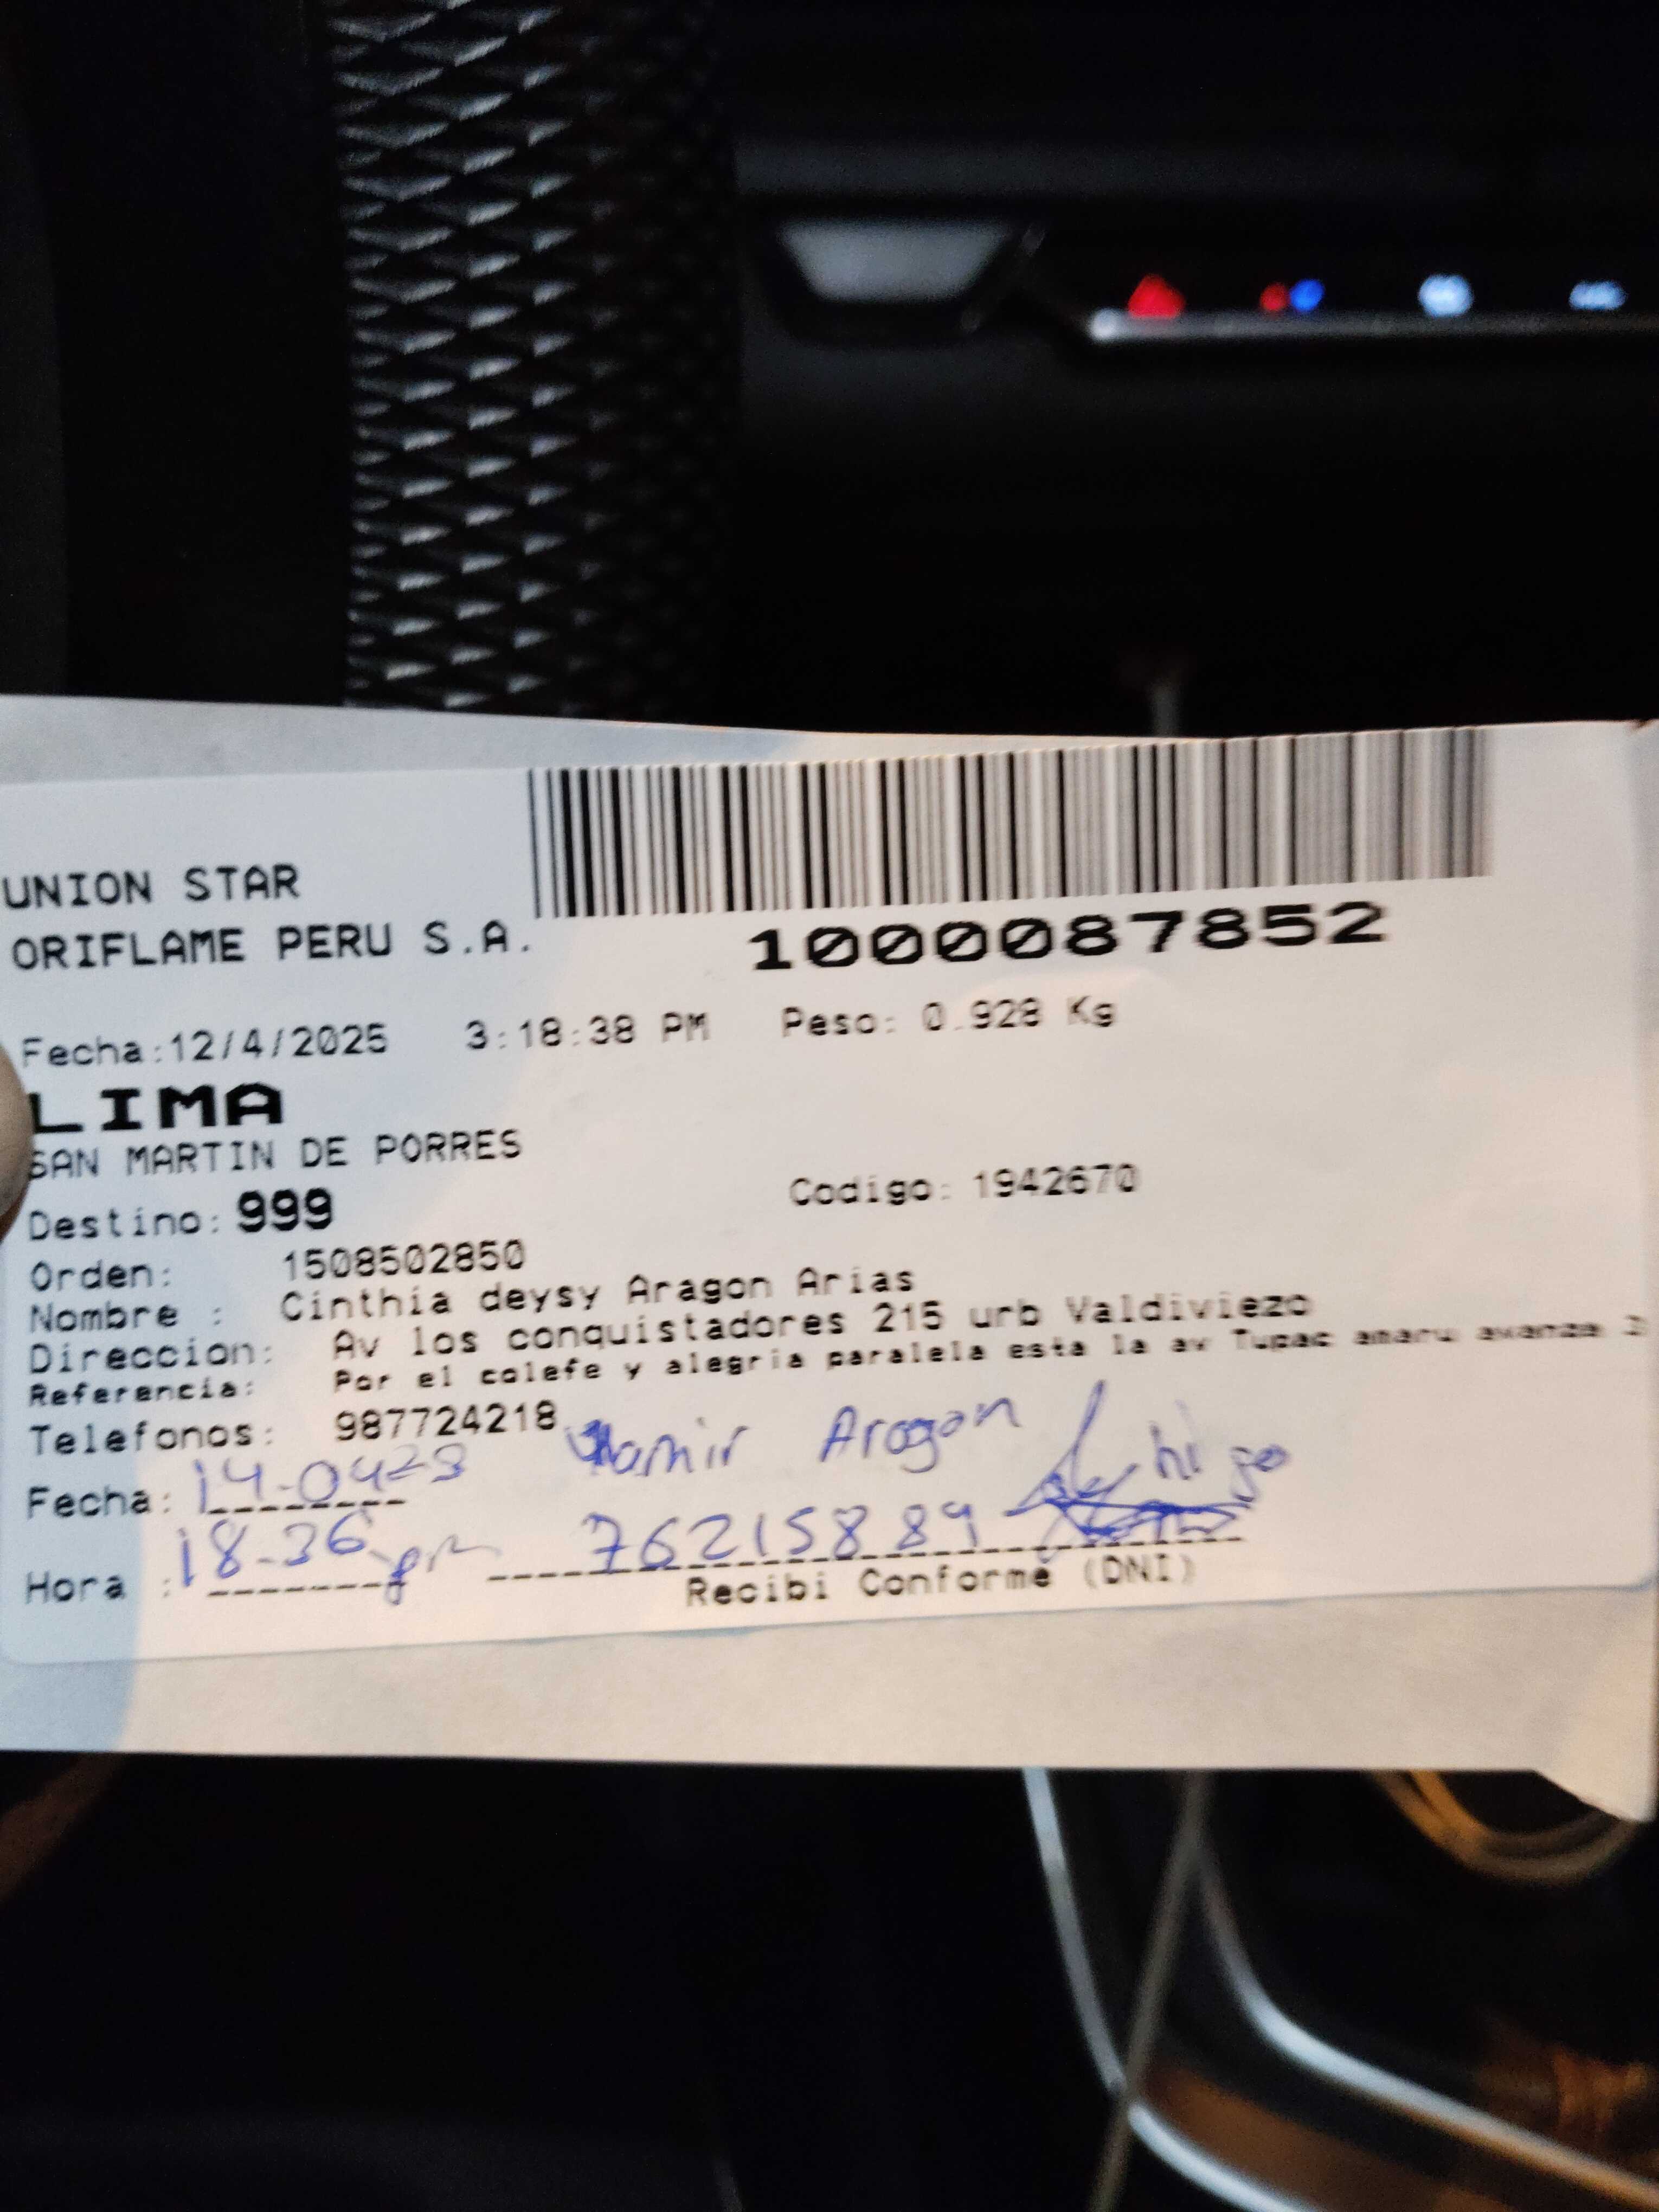 UNION STAR
ORIFLAME PERU S.A.
1000087852
Fecha:12/4/2025 3:18:38 PM Peso: 0.928 Kg
LIMA
SAN MARTIN DE PORRES
Destino: 999 Codigo: 1942670
Orden: 1508502850
Nombre : Cinthia deysy Aragon Arias
Direccion: Av los conquistadores 215 urb Valdiviezo
Referencia: Por el colefe y alegria paralela esta la av Tupac amaru avanza
Telefonos: 987724218
Aragon
Fecha: 14-04-
hijo
Hora : 18-36 pm 76215889
Recibi Conforme (DNI)